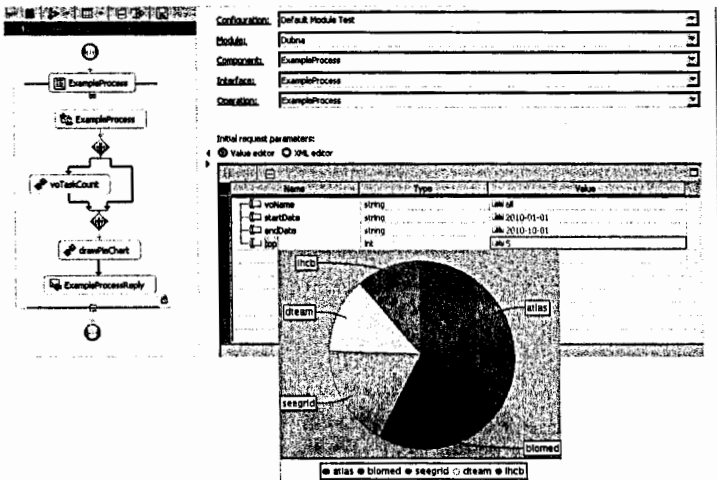 ExampleProcess
ExampleProcess
voTaskCount
drawPieChart
ExampleProcessReply
Configuration: Default Module Test
Module: Dubna
Component: ExampleProcess
Interface: ExampleProcess
Operation: ExampleProcess
Initial request parameters:
Value editor XML editor
Name Type Value
voName string all
startDate string 2010-01-01
endDate string 2010-10-01
top int 5
lhcb
dteam
atlas
seegrid
biomed
atlas biomed seegrid dteam lhcb